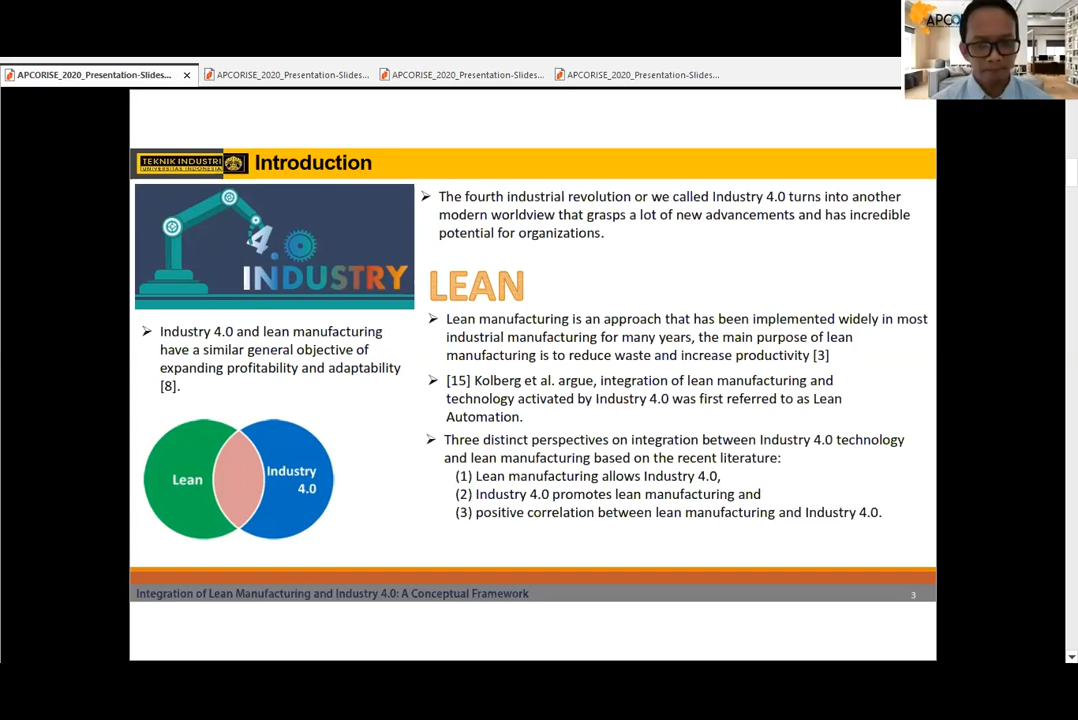 APCORISE_2020_Presentation-Slides...
APCORISE_2020_Presentation-Slides...
APCORISE_2020_Presentation-Slides...
APCORISE_2020_Presentation-Slides...
TEKNIK INDUSTRI
UNIVERSITAS INDONESIA
Introduction
4.0
INDUSTRY
➢ Industry 4.0 and lean manufacturing
have a similar general objective of
expanding profitability and adaptability
[8].
Lean
Industry
4.0
➢ The fourth industrial revolution or we called Industry 4.0 turns into another
modern worldview that grasps a lot of new advancements and has incredible
potential for organizations.
LEAN
➢ Lean manufacturing is an approach that has been implemented widely in most
industrial manufacturing for many years, the main purpose of lean
manufacturing is to reduce waste and increase productivity [3]
➢ [15] Kolberg et al. argue, integration of lean manufacturing and
technology activated by Industry 4.0 was first referred to as Lean
Automation.
➢ Three distinct perspectives on integration between Industry 4.0 technology
and lean manufacturing based on the recent literature:
(1) Lean manufacturing allows Industry 4.0,
(2) Industry 4.0 promotes lean manufacturing and
(3) positive correlation between lean manufacturing and Industry 4.0.
Integration of Lean Manufacturing and Industry 4.0: A Conceptual Framework
3